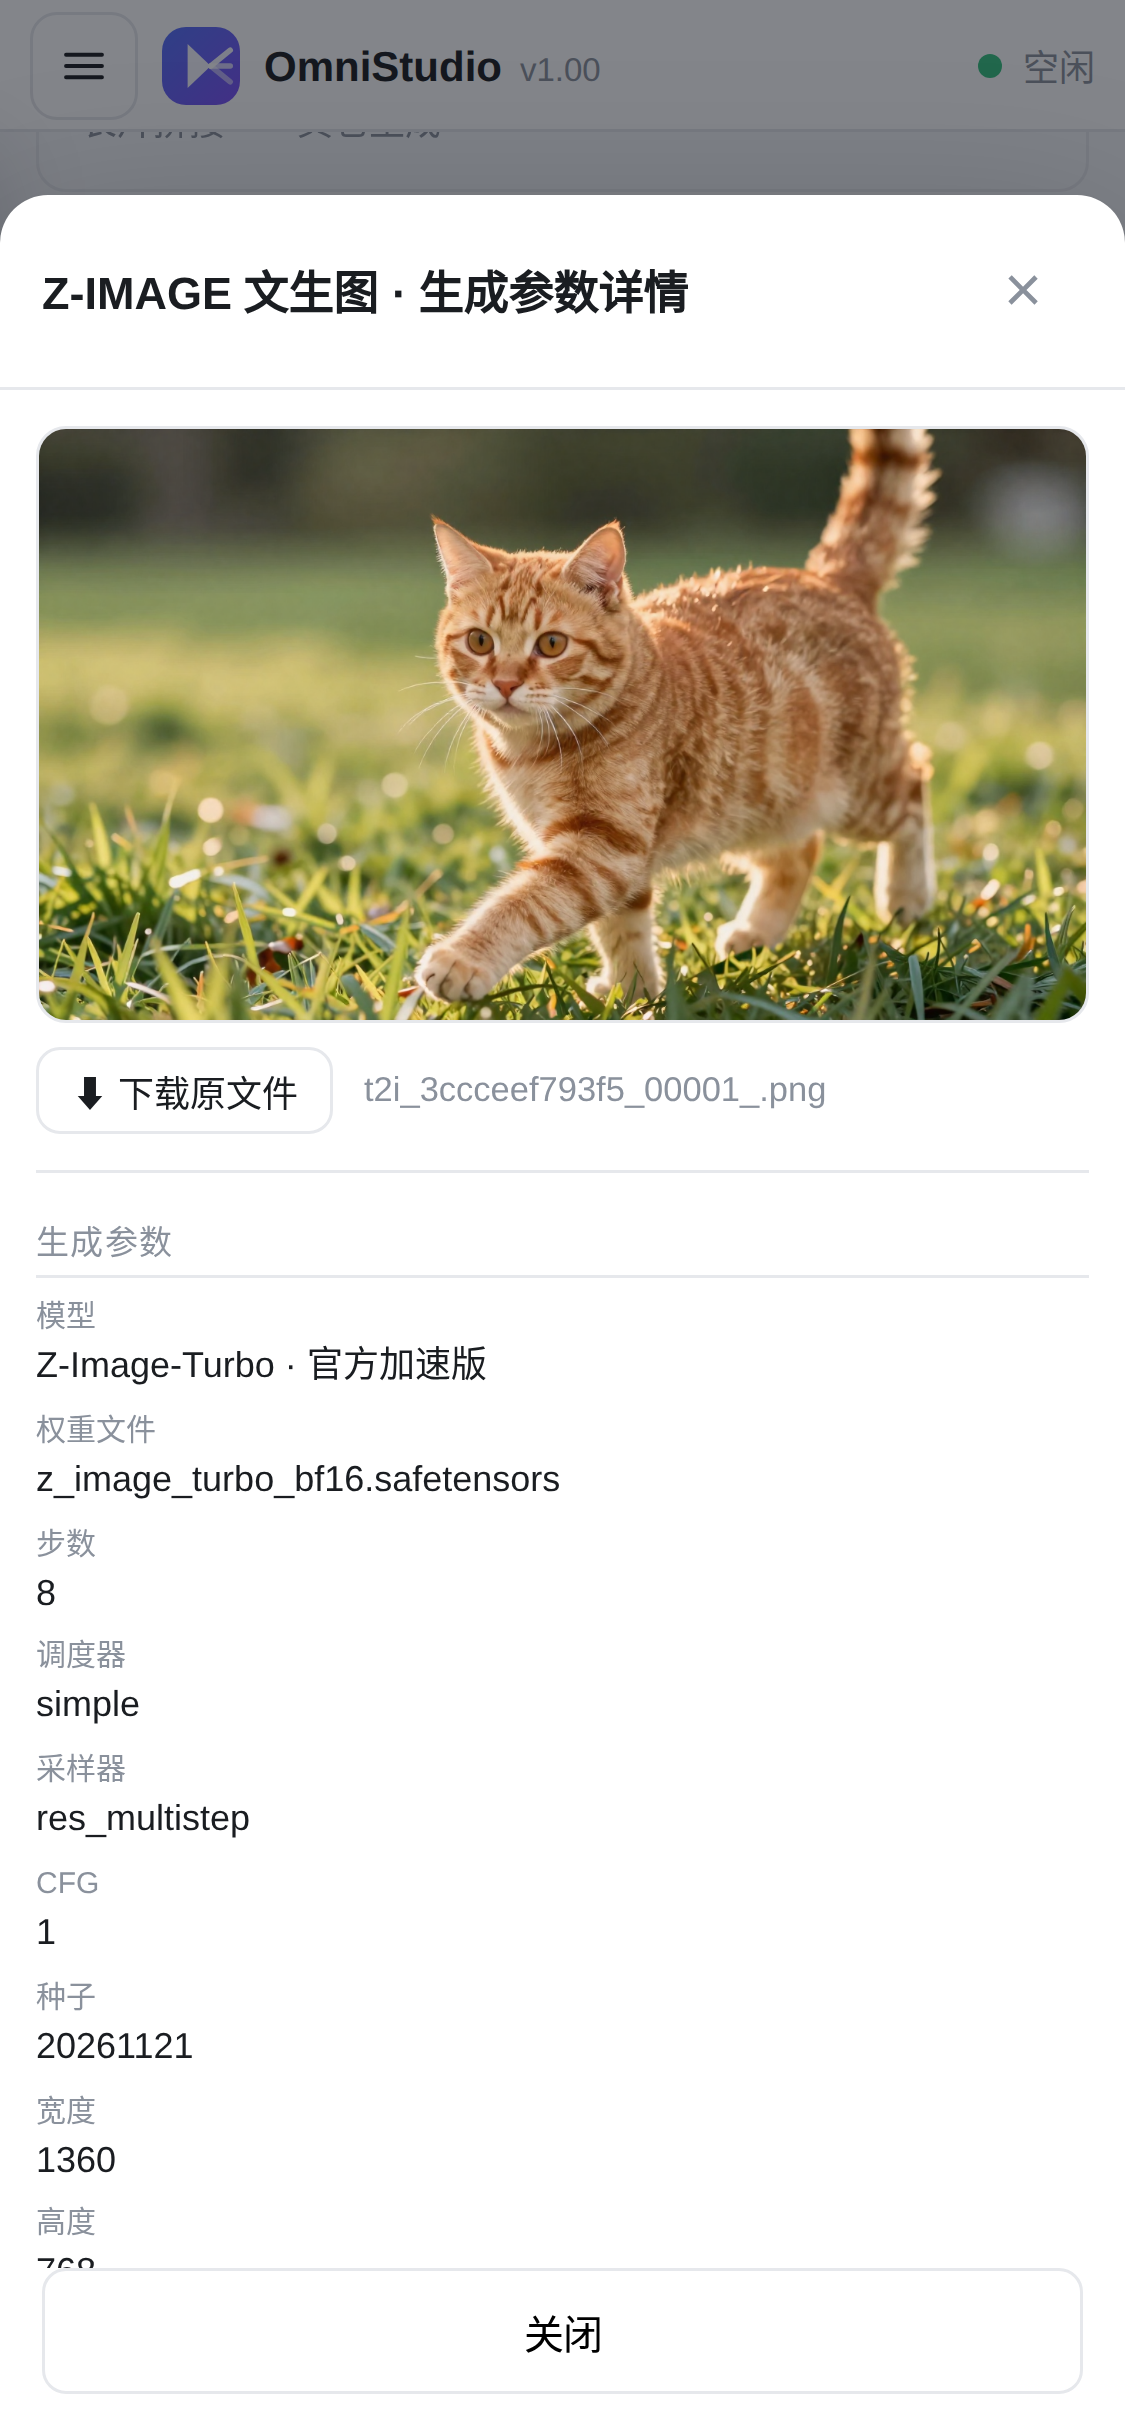 OmniStudio v1.00
空闲
Z-IMAGE 文生图 · 生成参数详情
下载原文件
t2i_3ccceef793f5_00001_.png
生成参数
模型
Z-Image-Turbo · 官方加速版
权重文件
z_image_turbo_bf16.safetensors
步数
8
调度器
simple
采样器
res_multistep
CFG
1
种子
20261121
宽度
1360
高度
768
关闭